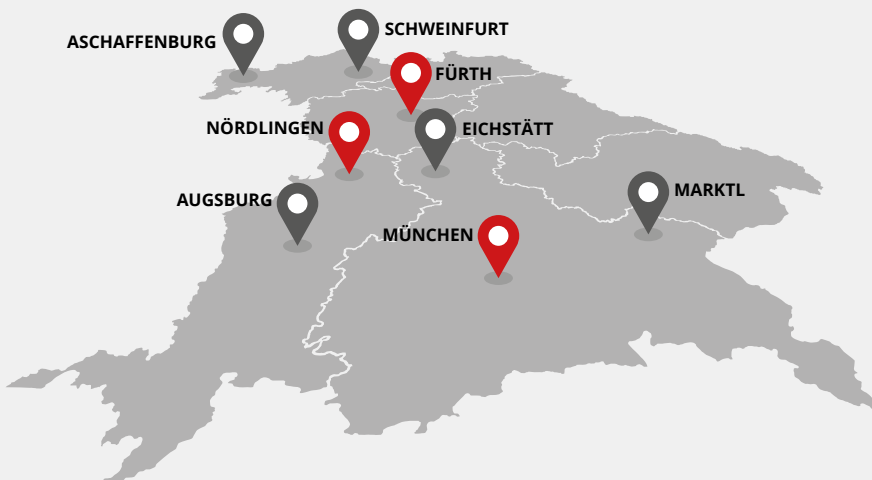 SCHWEINFURT
ASCHAFFENBURG
FÜRTH
NÖRDLINGEN
EICHSTÄTT
MARKTL
AUGSBURG
MÜNCHEN